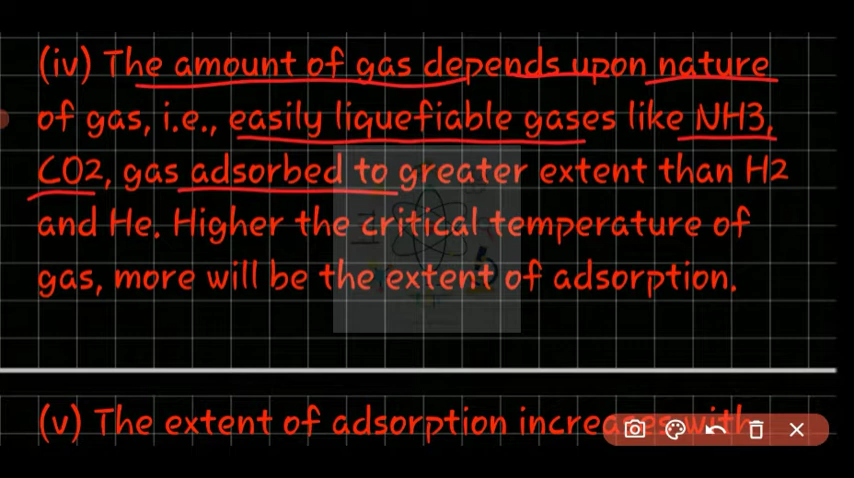 (iv) The amount of gas depends upon nature
of gas, i.e., easily liquefiable gases like NH3,
CO2, gas adsorbed to greater extent than H2
and He. Higher the critical temperature of
gas, more will be the extent of adsorption.
(v) The extent of adsorption increases with